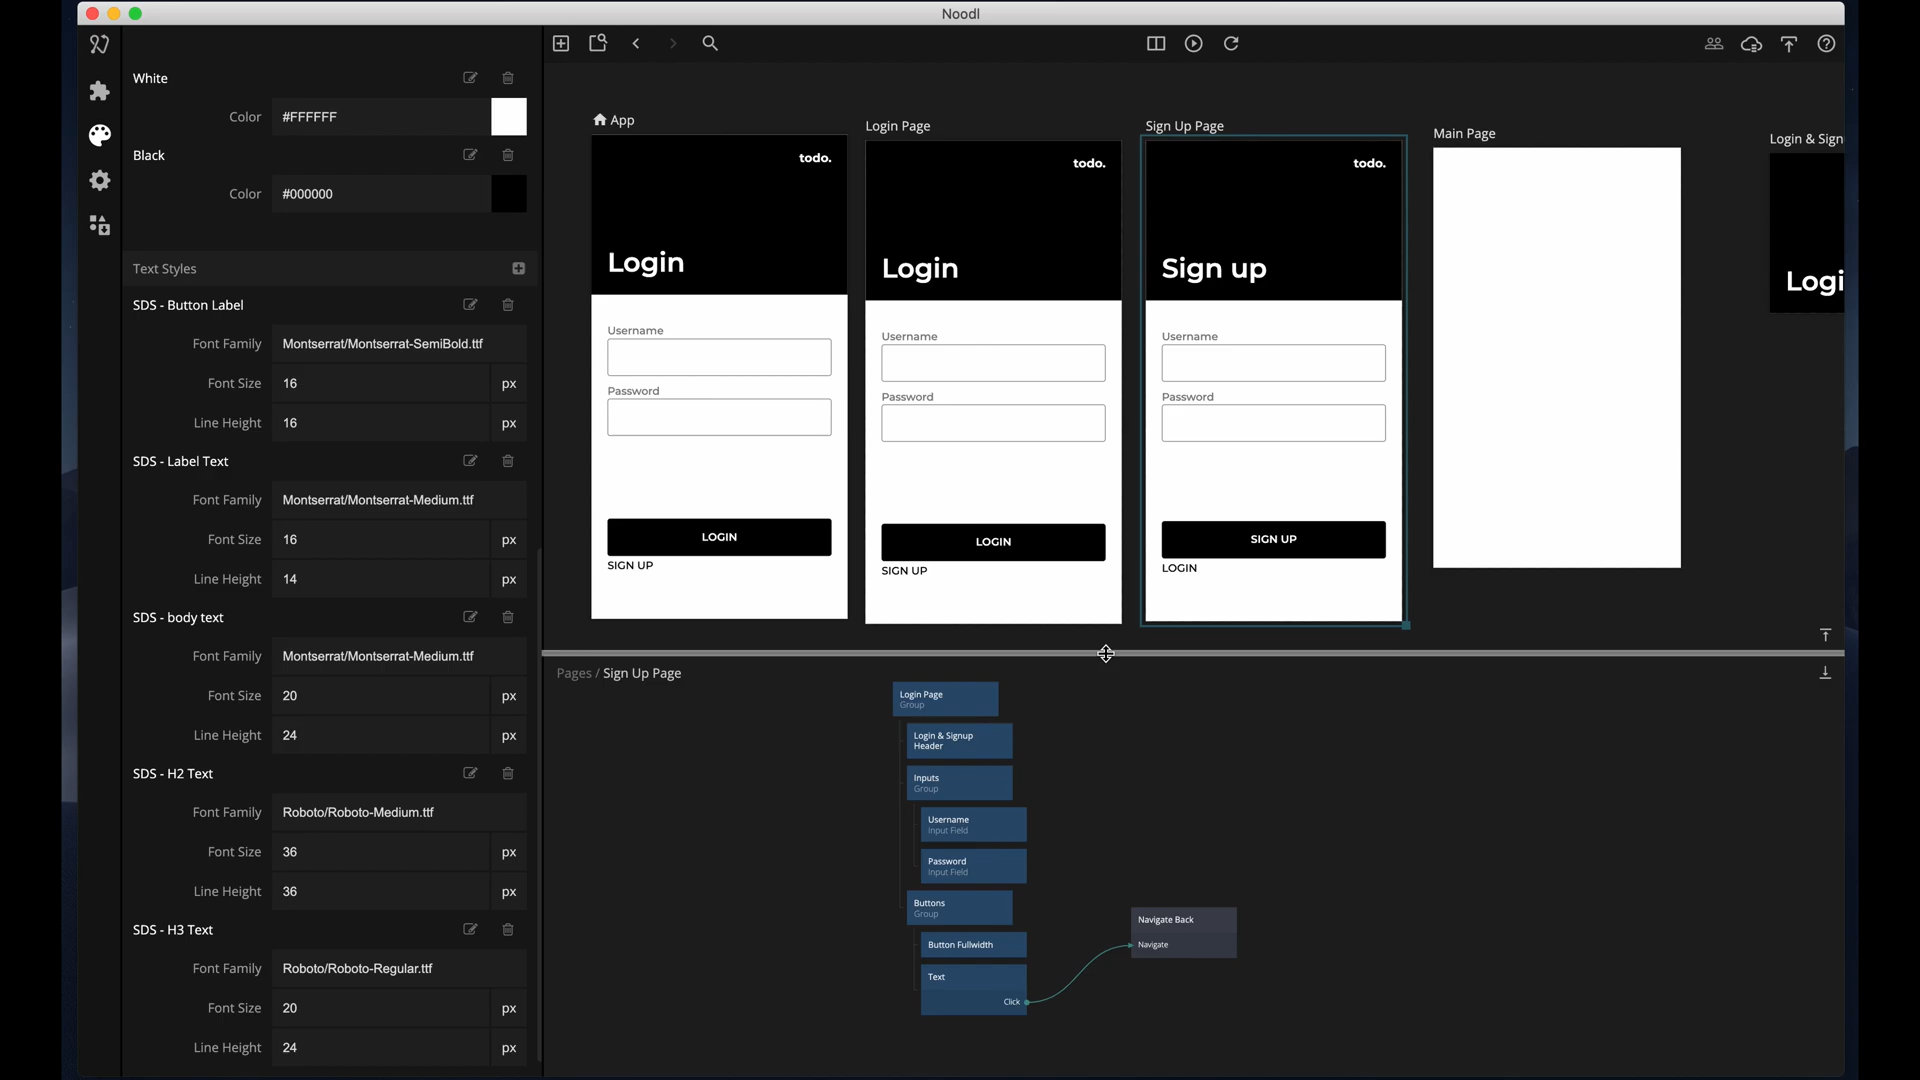 Noodl
White
Color #FFFFFF
Black
Color #000000
Text Styles
SDS - Button Label
Font Family Montserrat/Montserrat-SemiBold.ttf
Font Size 16 px
Line Height 16 px
SDS - Label Text
Font Family Montserrat/Montserrat-Medium.ttf
Font Size 16 px
Line Height 14 px
SDS - body text
Font Family Montserrat/Montserrat-Medium.ttf
Font Size 20 px
Line Height 24 px
SDS - H2 Text
Font Family Roboto/Roboto-Medium.ttf
Font Size 36 px
Line Height 36 px
SDS - H3 Text
Font Family Roboto/Roboto-Regular.ttf
Font Size 20 px
Line Height 24 px
App
todo.
Login
Username
Password
LOGIN
SIGN UP
Login Page
todo.
Login
Username
Password
LOGIN
SIGN UP
Sign Up Page
todo.
Sign up
Username
Password
SIGN UP
LOGIN
Main Page
Login & Sign
Logi
Pages / Sign Up Page
Login Page
Group
Login & Signup
Header
Inputs
Group
Username
Input Field
Password
Input Field
Buttons
Group
Button Fullwidth
Text
Click
Navigate Back
Navigate